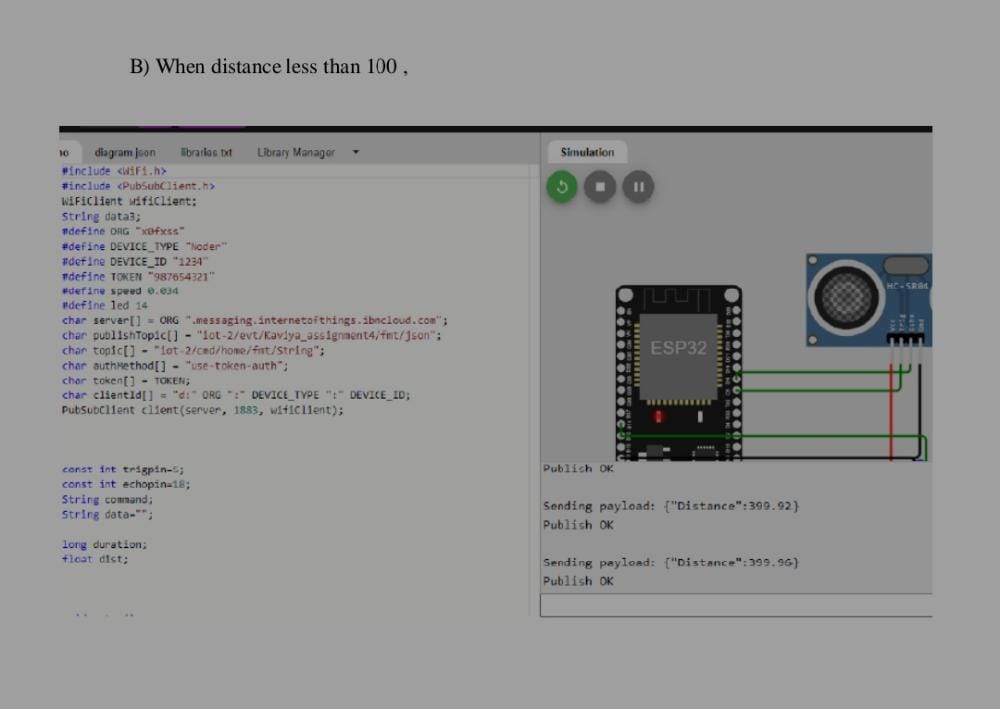 B) When distance less than 100 ,
no diagram.json libraries.txt Library Manager
Simulation
#include <WiFi.h>
#include <PubSubClient.h>
WiFiClient wifiClient;
String data3;
#define ORG "x0fxss"
#define DEVICE_TYPE "Noder"
#define DEVICE_ID "1234"
#define TOKEN "987654321"
#define speed 0.034
#define led 14
char server[] = ORG ".messaging.internetofthings.ibmcloud.com";
char publishTopic[] = "iot-2/evt/Kaviya_assignment4/fmt/json";
char topic[] = "iot-2/cmd/home/fmt/String";
char authMethod[] = "use-token-auth";
char token[] = TOKEN;
char clientId[] = "d:" ORG ":" DEVICE_TYPE ":" DEVICE_ID;
PubSubClient client(server, 1883, wifiClient);
const int trigpin=5;
const int echopin=18;
String command;
String data="";
long duration;
float dist;
HC-SR04
Vcc
Trig
Echo
Gnd
ESP32
Publish OK
Sending payload: {"Distance":399.92}
Publish OK
Sending payload: {"Distance":399.96}
Publish OK